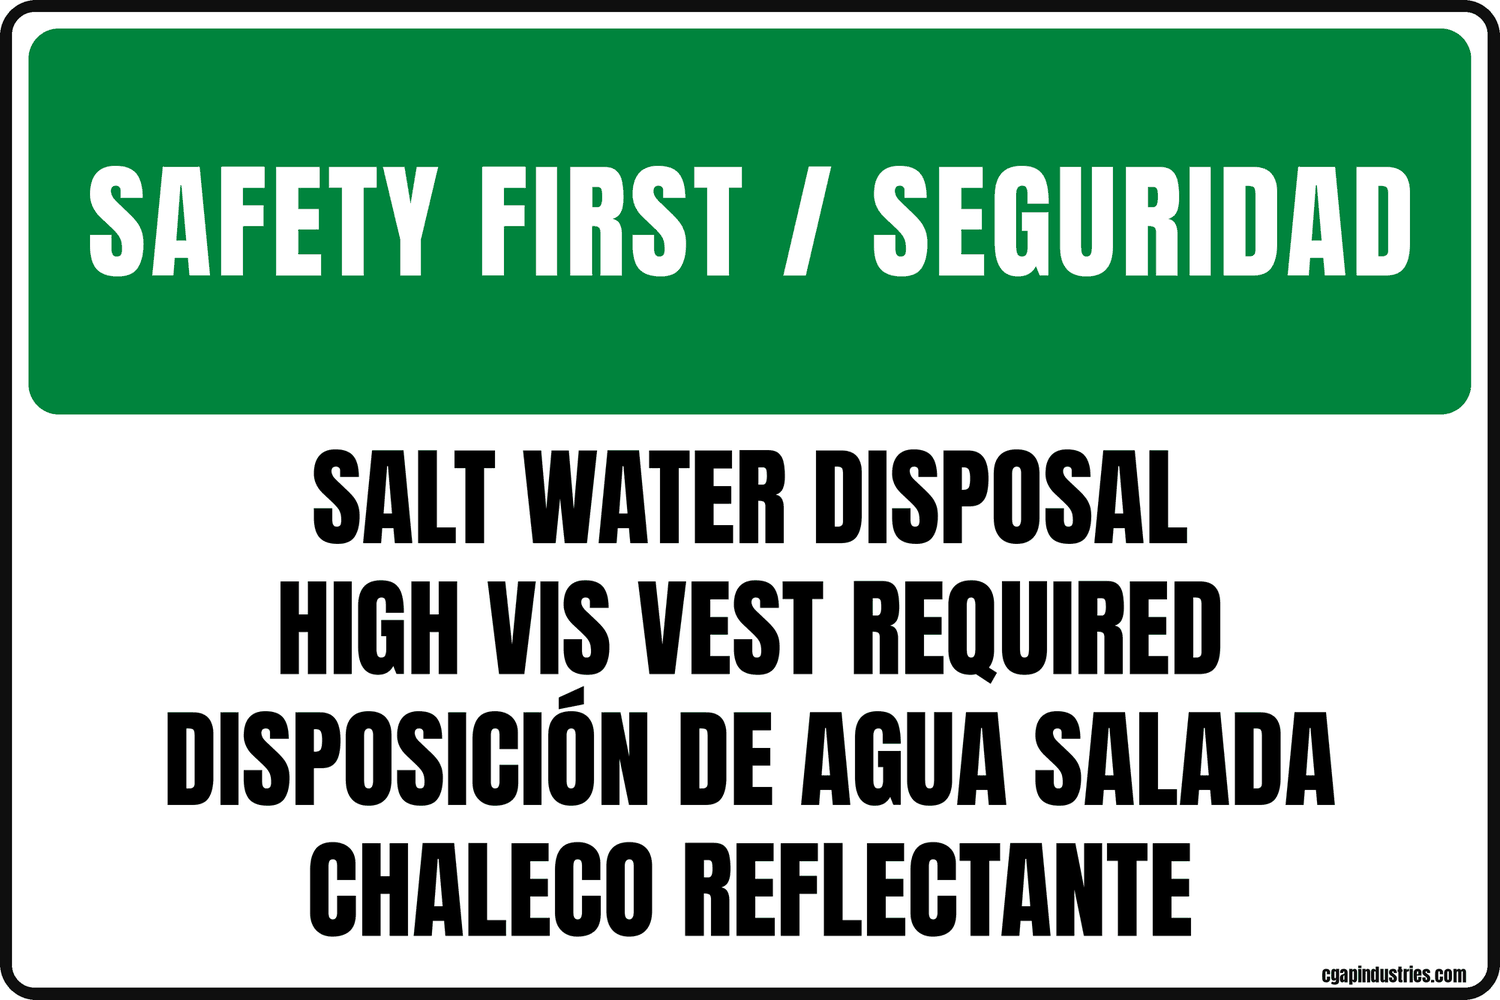 SAFETY FIRST / SEGURIDAD
SALT WATER DISPOSAL
HIGH VIS VEST REQUIRED
DISPOSICIÓN DE AGUA SALADA
CHALECO REFLECTANTE
cgapindustries.com